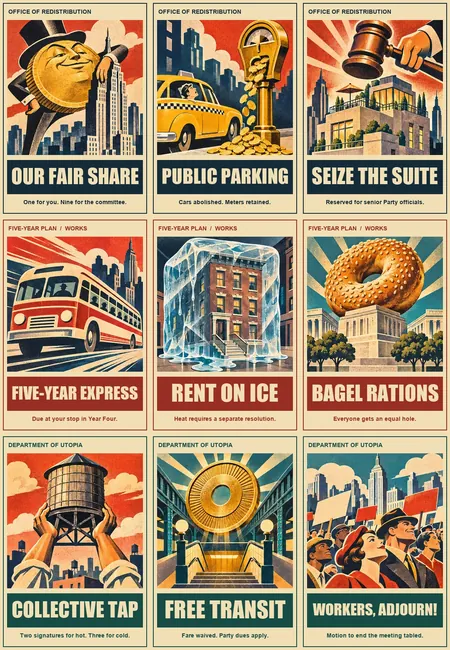 OFFICE OF REDISTRIBUTION
OUR FAIR SHARE
One for you. Nine for the committee.
OFFICE OF REDISTRIBUTION
PUBLIC PARKING
Cars abolished. Meters retained.
OFFICE OF REDISTRIBUTION
SEIZE THE SUITE
Reserved for senior Party officials.
FIVE-YEAR PLAN / WORKS
FIVE-YEAR EXPRESS
Due at your stop in Year Four.
FIVE-YEAR PLAN / WORKS
RENT ON ICE
Heat requires a separate resolution.
FIVE-YEAR PLAN / WORKS
BAGEL RATIONS
Everyone gets an equal hole.
DEPARTMENT OF UTOPIA
COLLECTIVE TAP
Two signatures for hot. Three for cold.
DEPARTMENT OF UTOPIA
FREE TRANSIT
Fare waived. Party dues apply.
DEPARTMENT OF UTOPIA
WORKERS, ADJOURN!
Motion to end the meeting tabled.